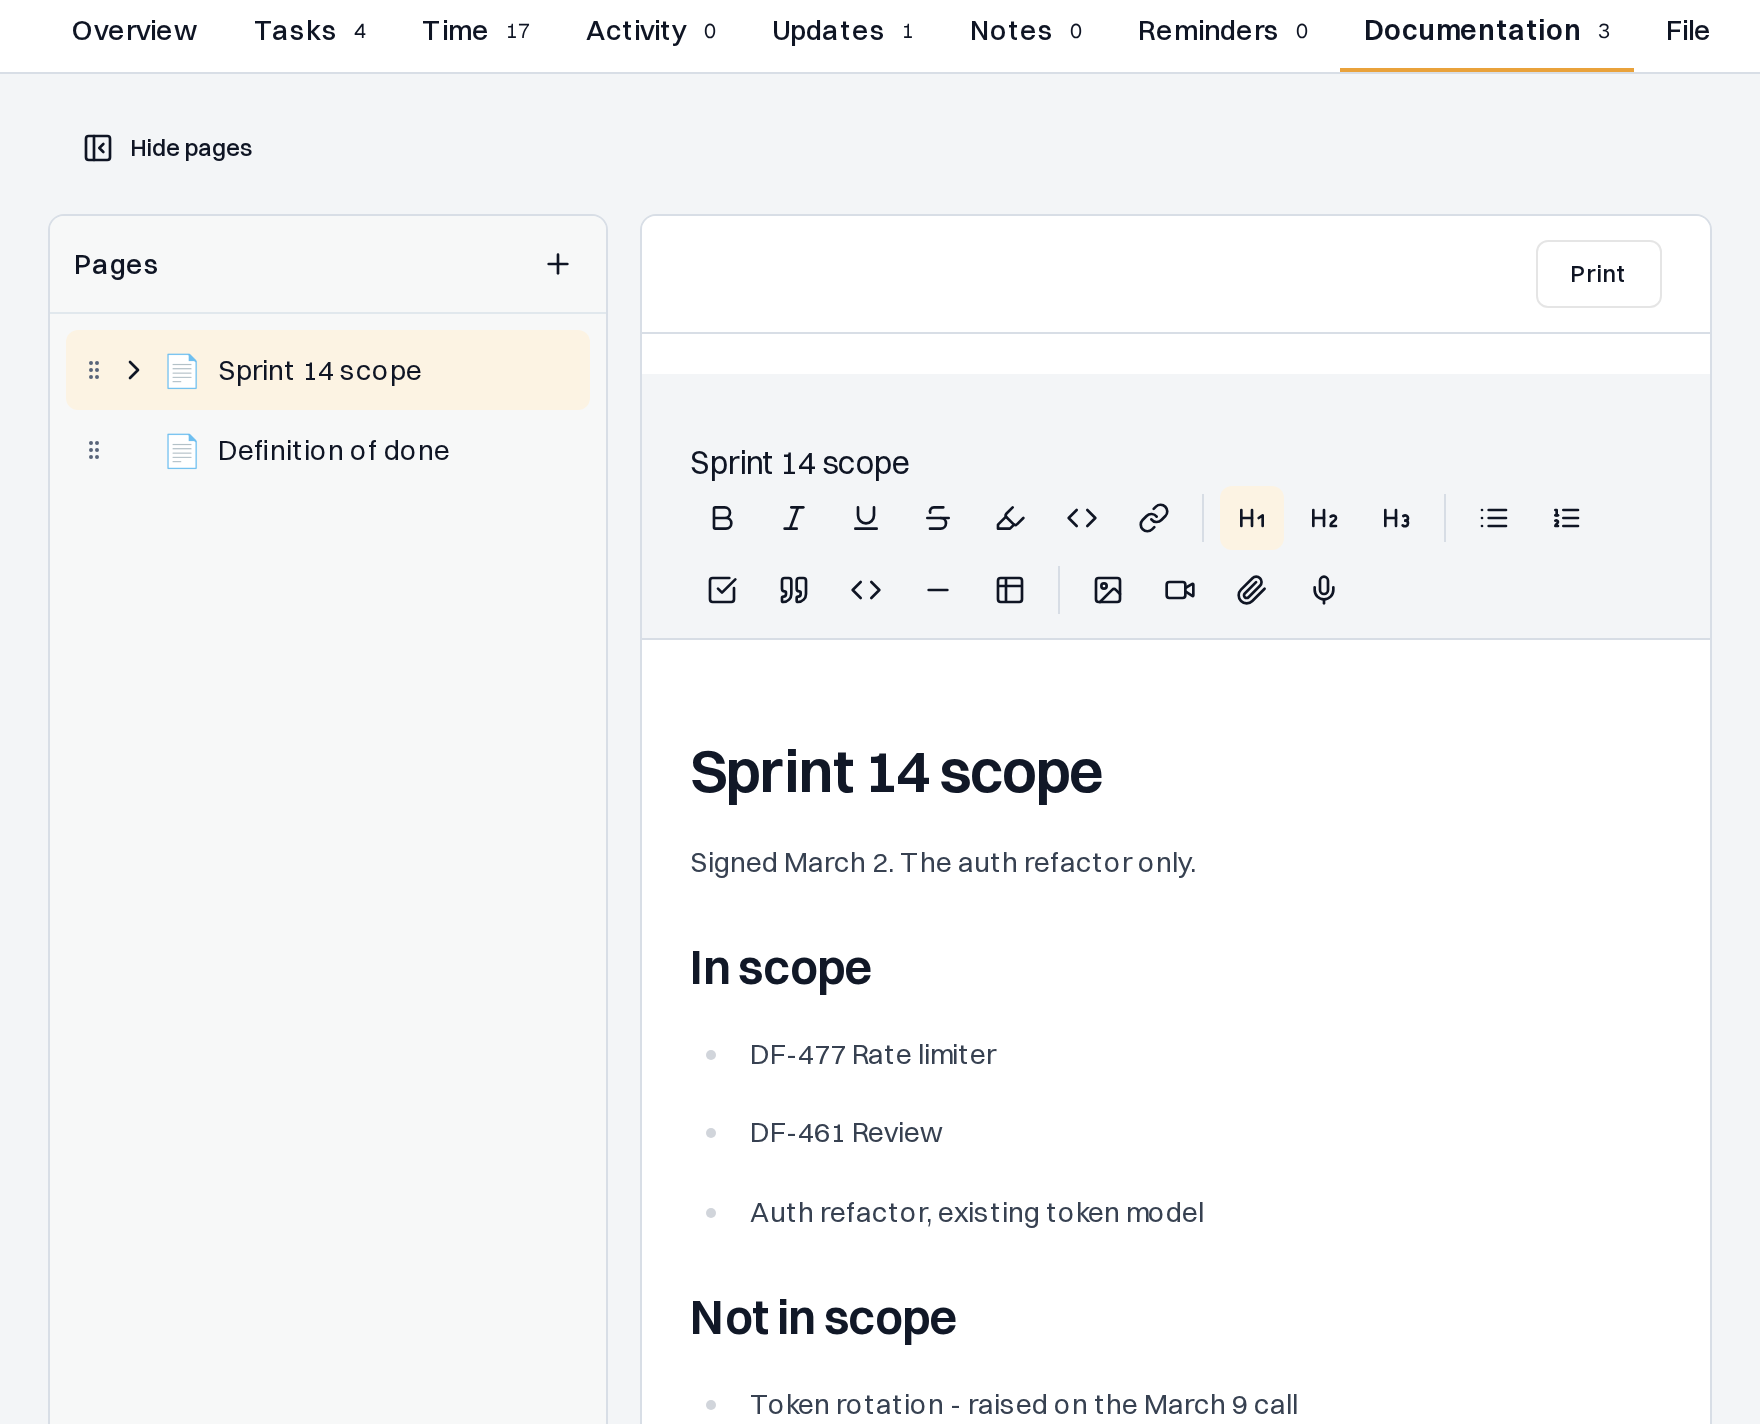 Overview Tasks 4 Time 17 Activity 0 Updates 1 Notes 0 Reminders 0 Documentation 3 File
Hide pages
Pages
Print
Sprint 14 scope
Definition of done
Sprint 14 scope
H1 H2 H3
Sprint 14 scope
Signed March 2. The auth refactor only.
In scope
DF-477 Rate limiter
DF-461 Review
Auth refactor, existing token model
Not in scope
Token rotation - raised on the March 9 call